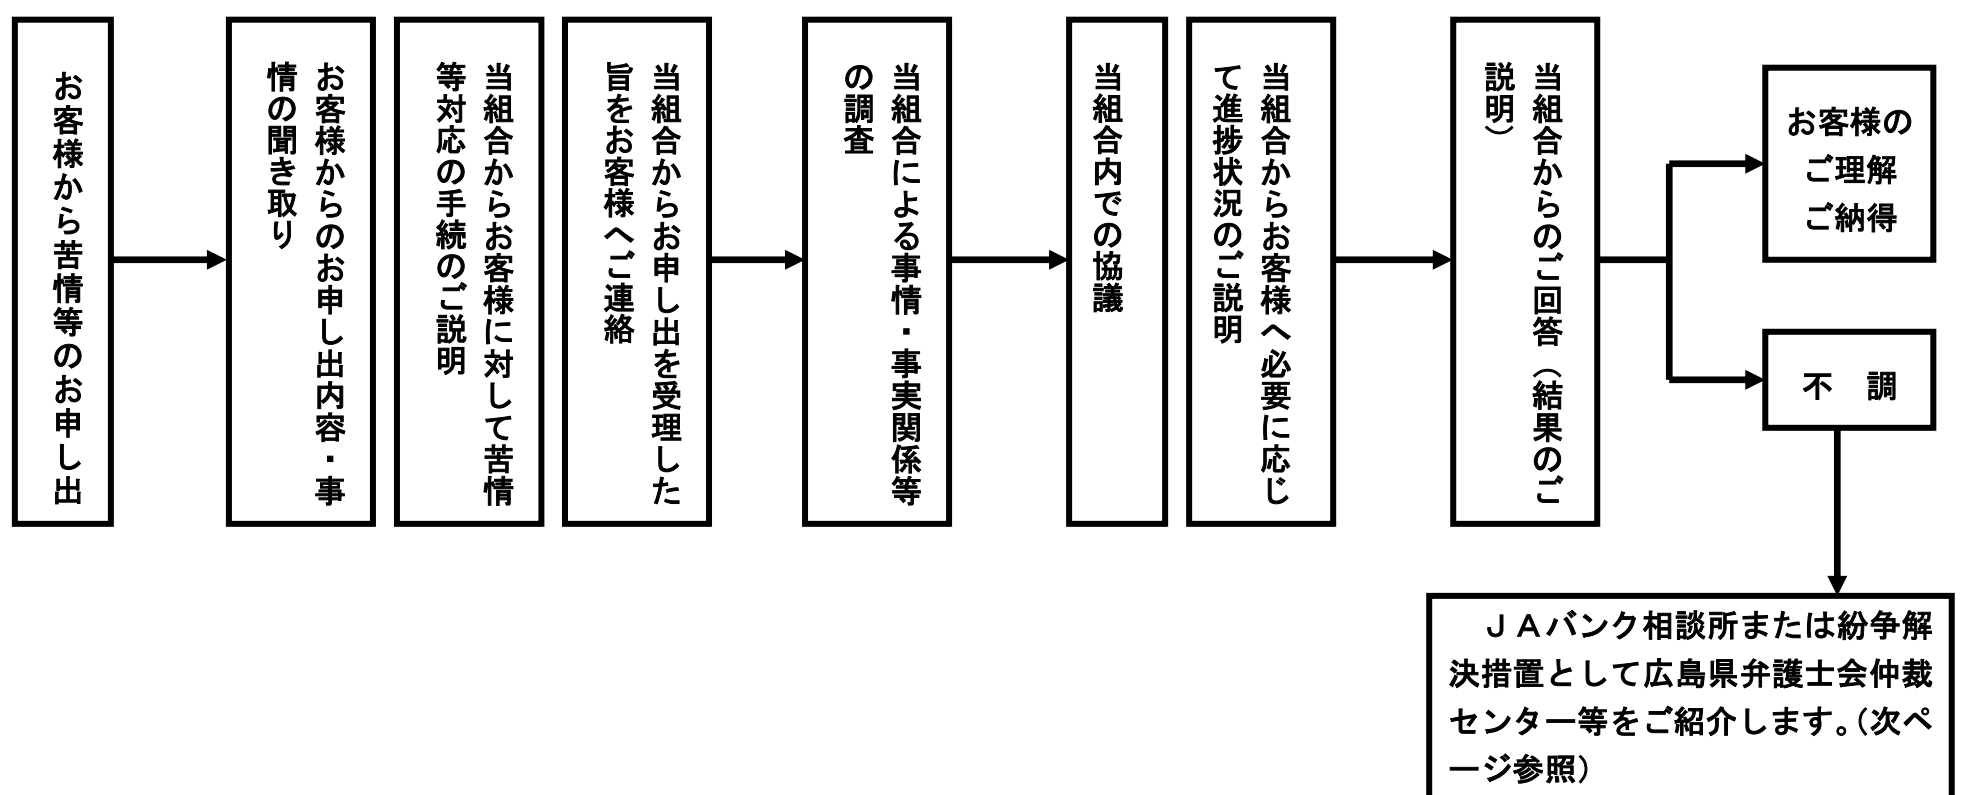 お客様から苦情等のお申し出
お客様からのお申し出内容・事
情の聞き取り
当組合からお客様に対して苦情
等対応の手続のご説明
当組合からお申し出を受理した
旨をお客様へご連絡
当組合による事情・事実関係等
の調査
当組合内での協議
当組合からお客様へ必要に応じ
て進捗状況のご説明
当組合からのご回答（結果のご
説明）
お客様の
ご理解
ご納得
不　調
ＪＡバンク相談所または紛争解
決措置として広島県弁護士会仲裁
センター等をご紹介します。（次ペ
ージ参照）